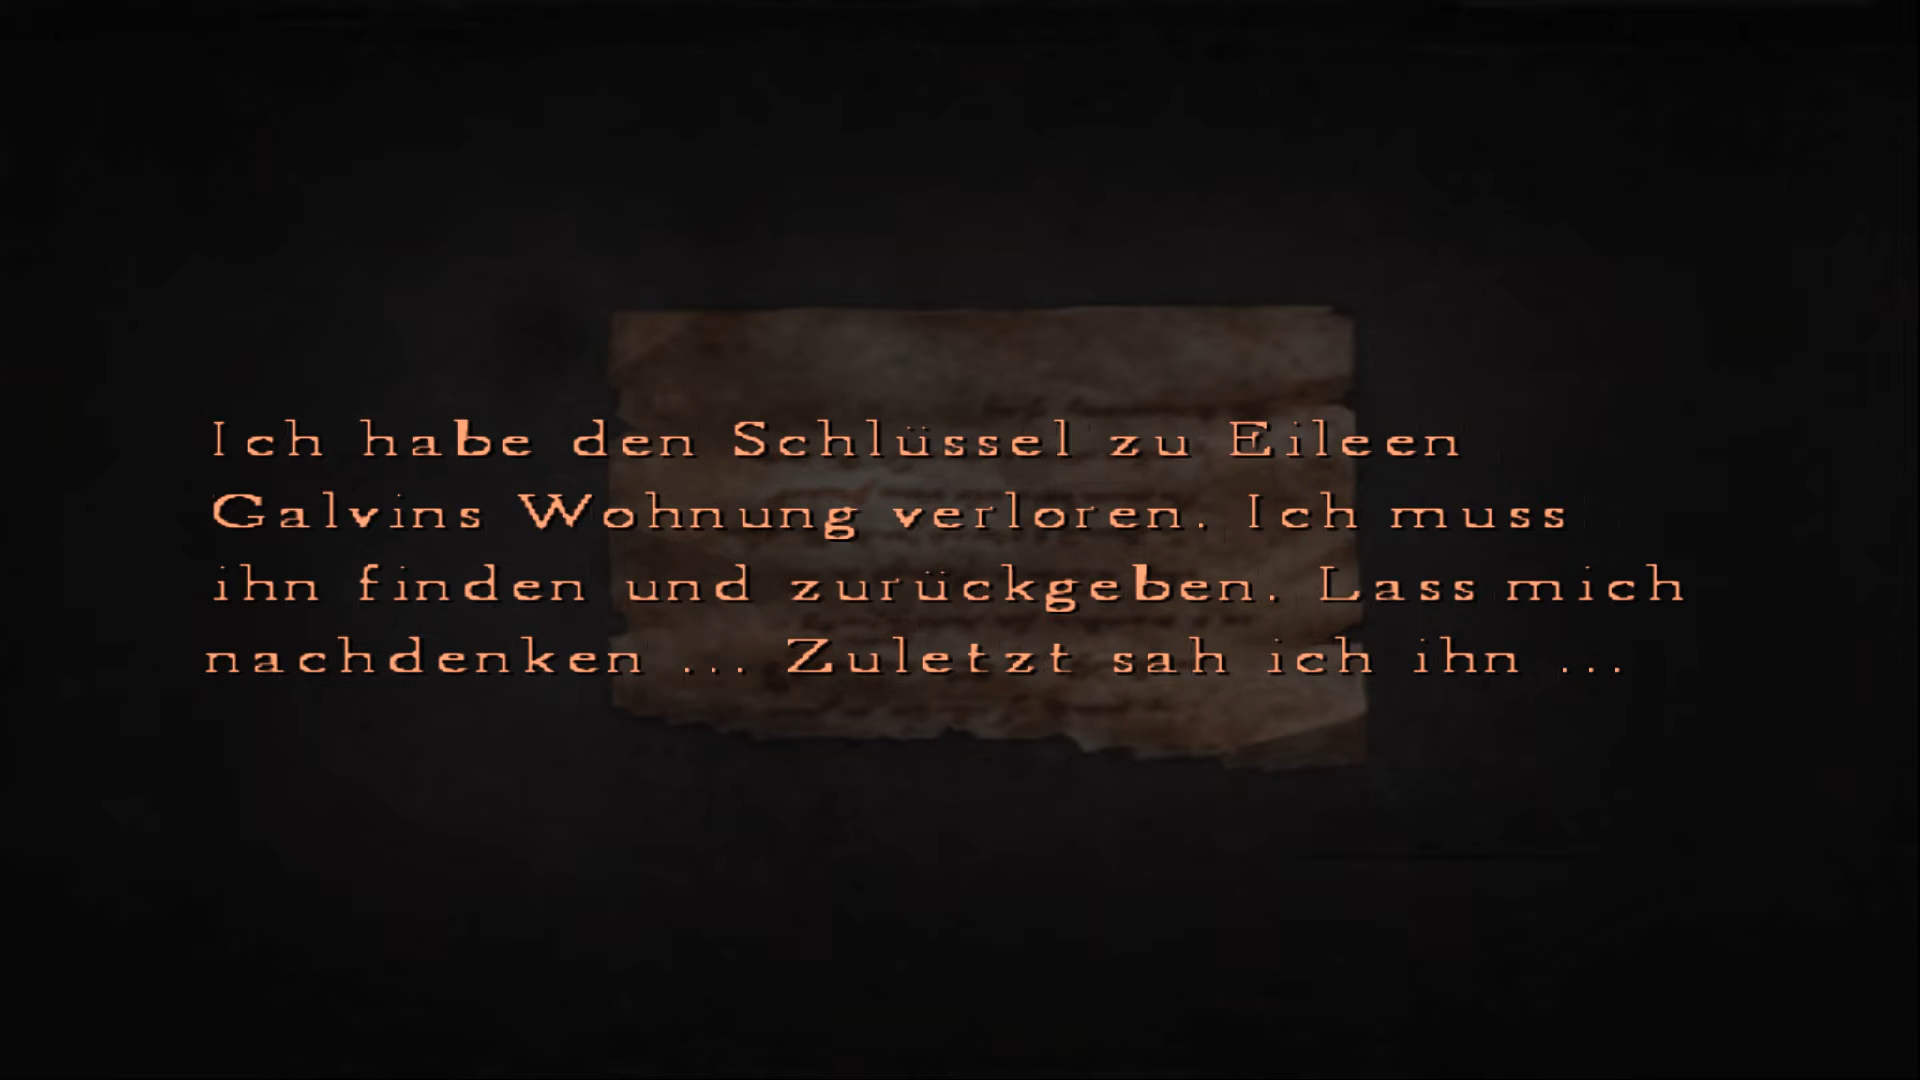 Ich habe den Schlüssel zu Eileen
Galvins Wohnung verloren. Ich muss
ihn finden und zurückgeben. Lass mich
nachdenken ... Zuletzt sah ich ihn ...